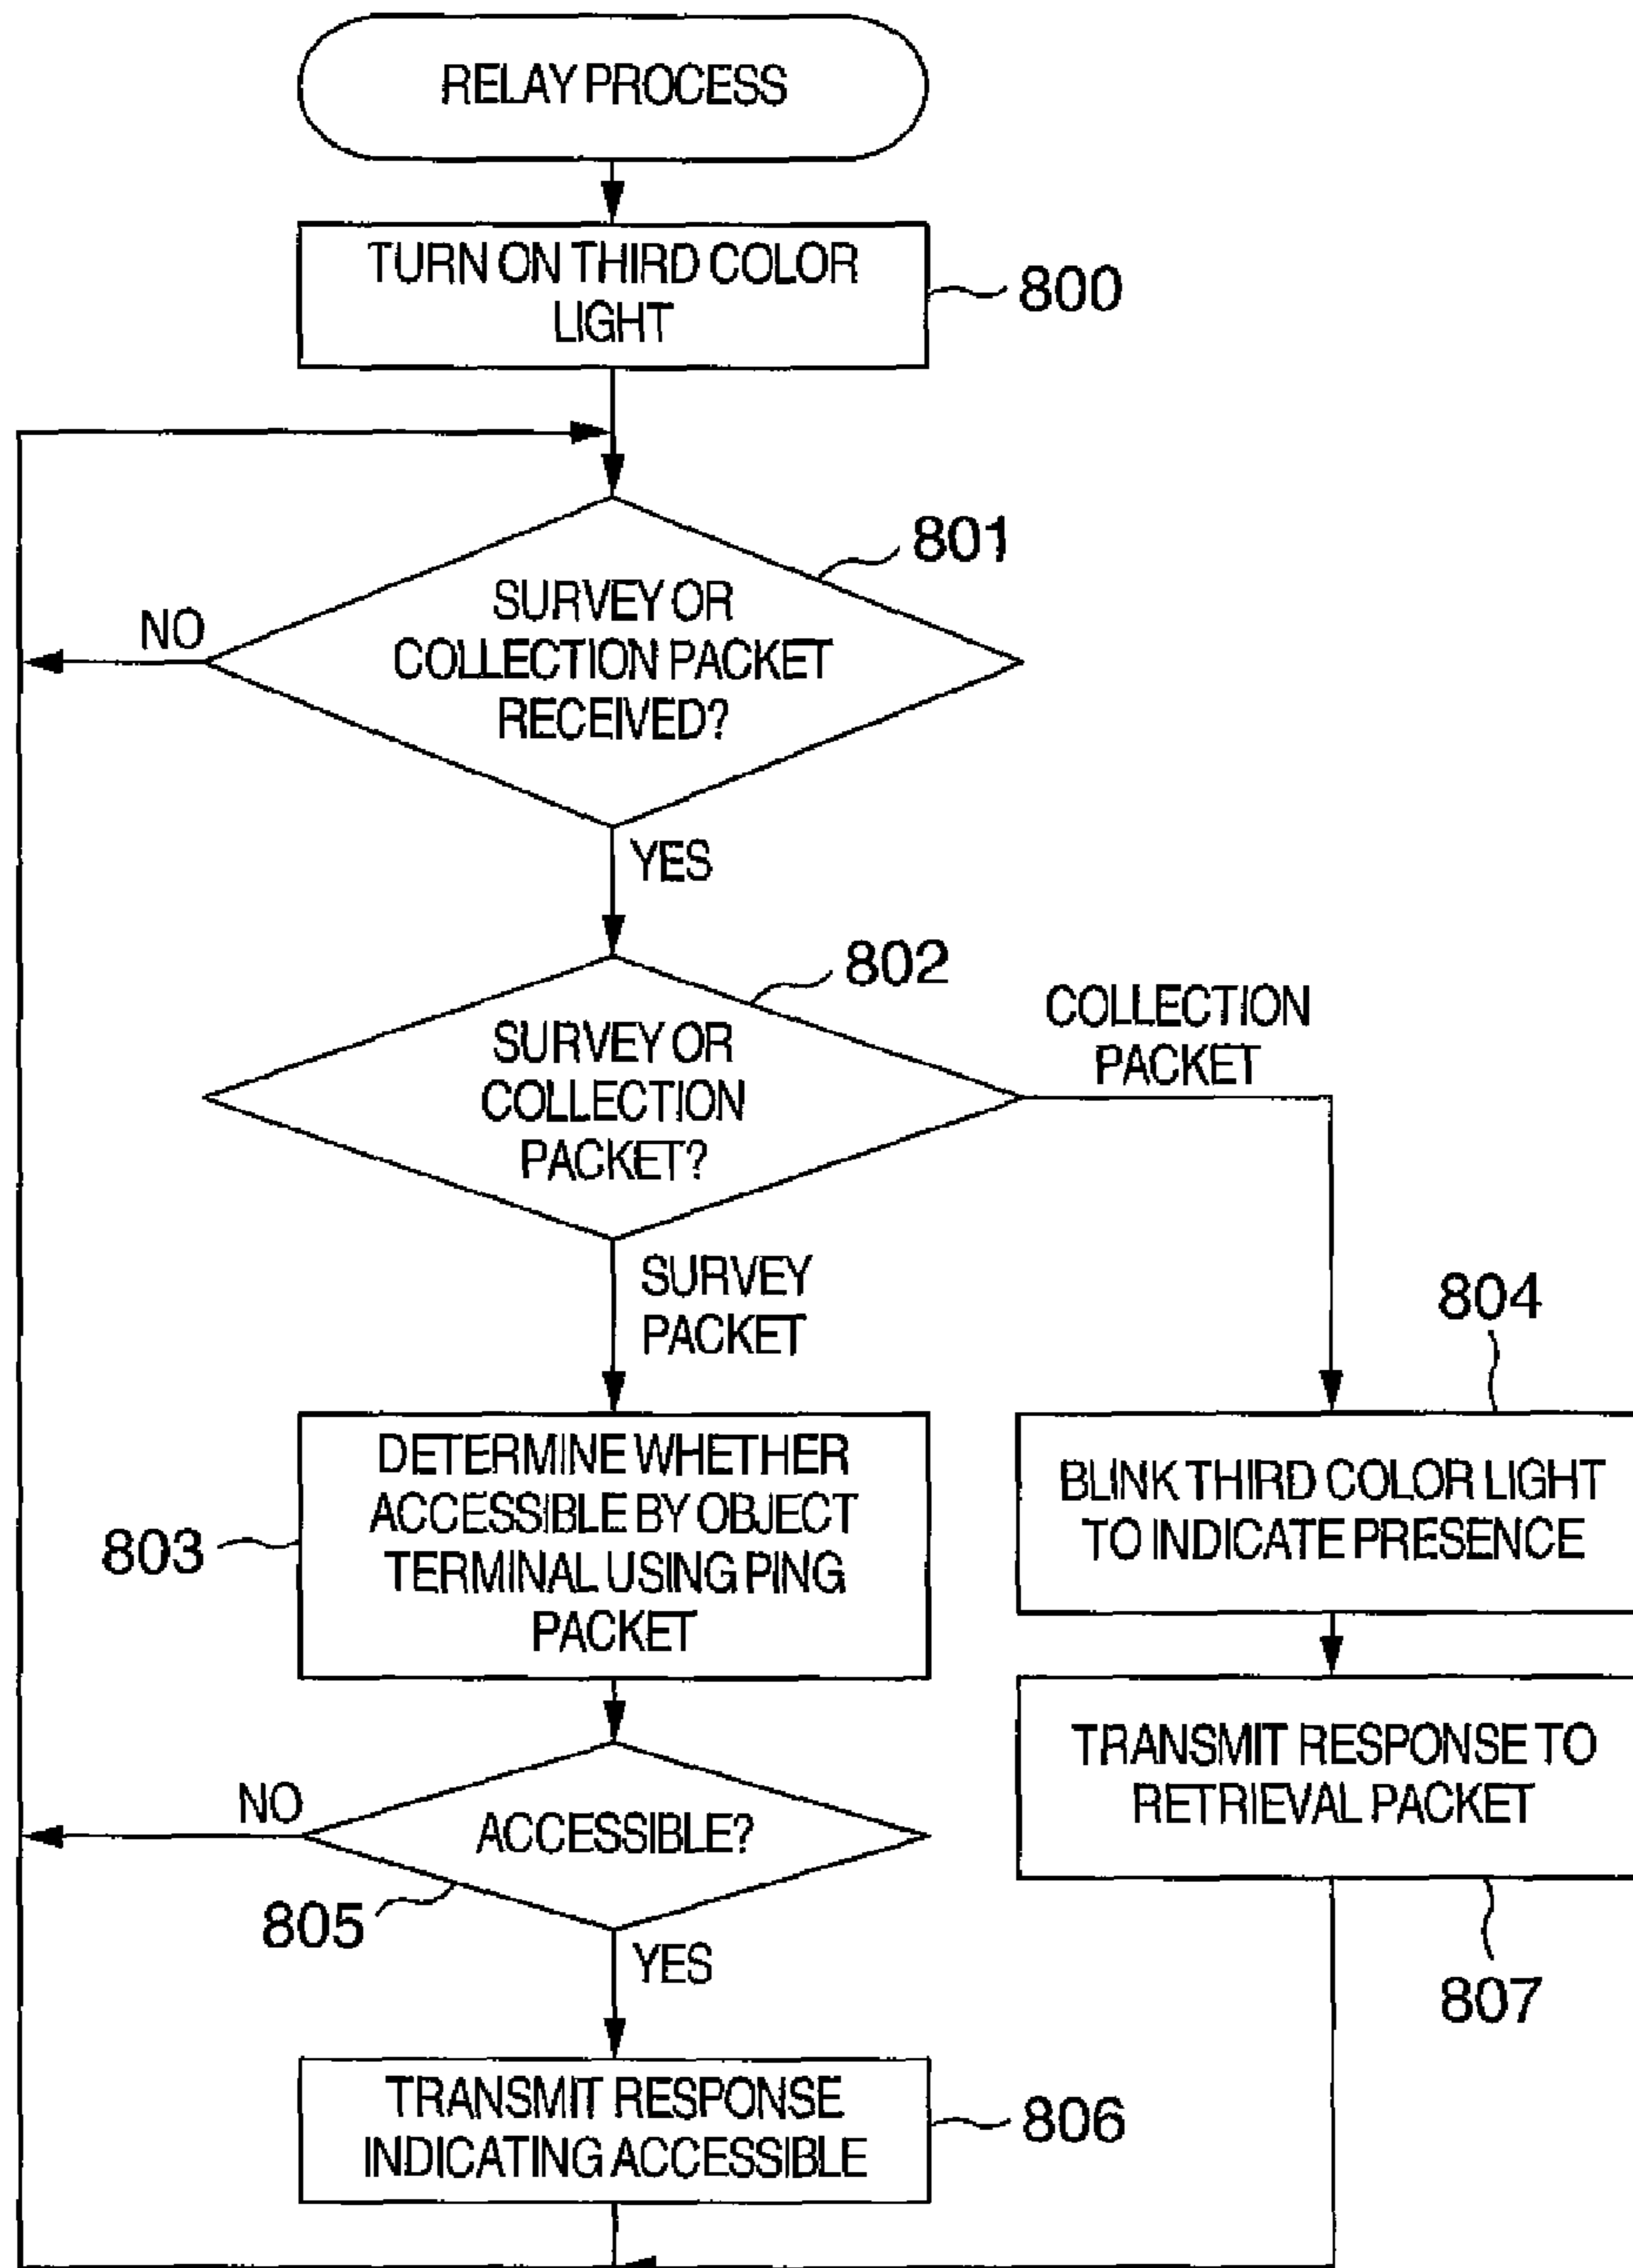 RELAY PROCESS
TURN ON THIRD COLOR
LIGHT
800
801
SURVEY OR
COLLECTION PACKET
RECEIVED?
NO
YES
802
SURVEY OR
COLLECTION
PACKET?
COLLECTION
PACKET
SURVEY
PACKET
804
DETERMINE WHETHER
ACCESSIBLE BY OBJECT
TERMINAL USING PING
PACKET
803
BLINK THIRD COLOR LIGHT
TO INDICATE PRESENCE
TRANSMIT RESPONSE TO
RETRIEVAL PACKET
807
NO
ACCESSIBLE?
805
YES
TRANSMIT RESPONSE
INDICATING ACCESSIBLE
806